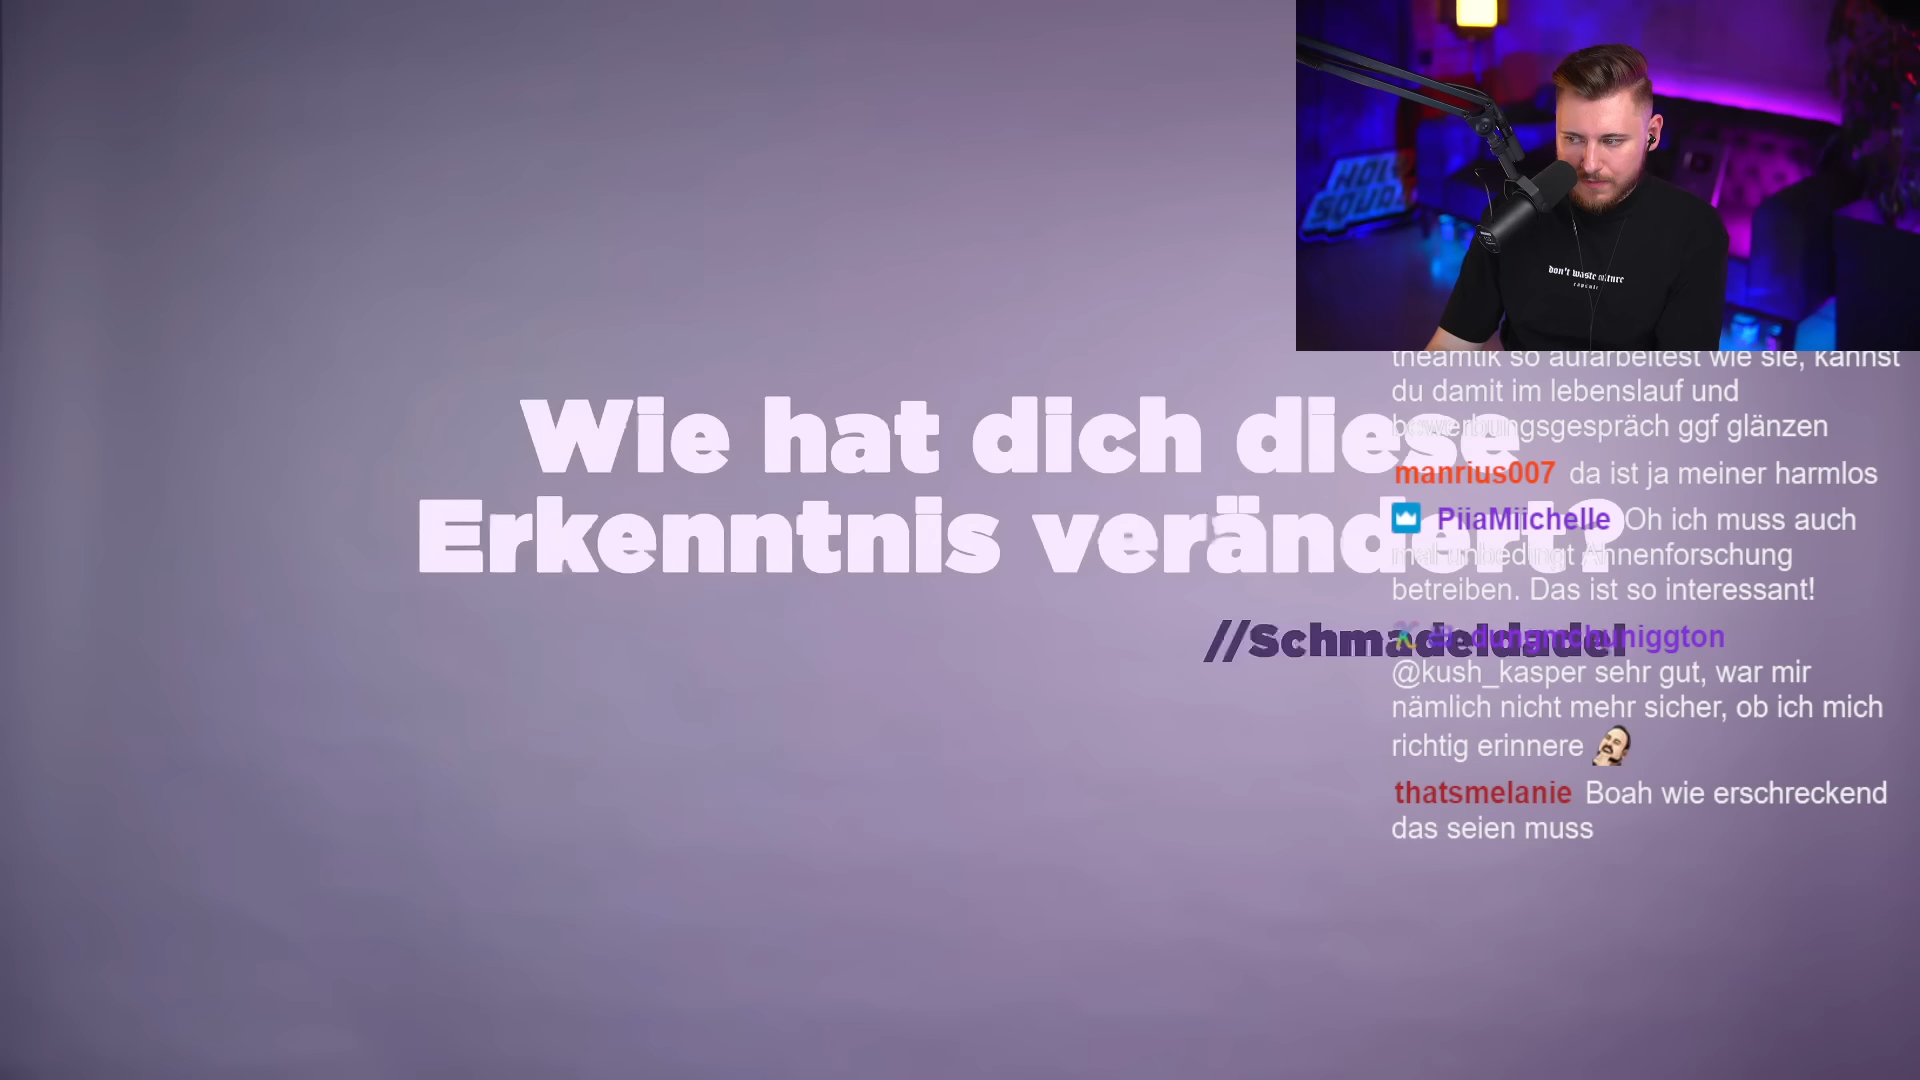 HOLY
SQUAD
don't waste culture
capsule
theamtik so aufarbeitest wie sie, kannst
du damit im lebenslauf und
bewerbungsgespräch ggf glänzen
Wie hat dich diese
manrius007 da ist ja meiner harmlos
Erkenntnis verändert?
PiiaMiichelle Oh ich muss auch
mal unbedingt Ahnenforschung
betreiben. Das ist so interessant!
//Schmadeldadel
@kush_kasper sehr gut, war mir
nämlich nicht mehr sicher, ob ich mich
richtig erinnere
thatsmelanie Boah wie erschreckend
das seien muss